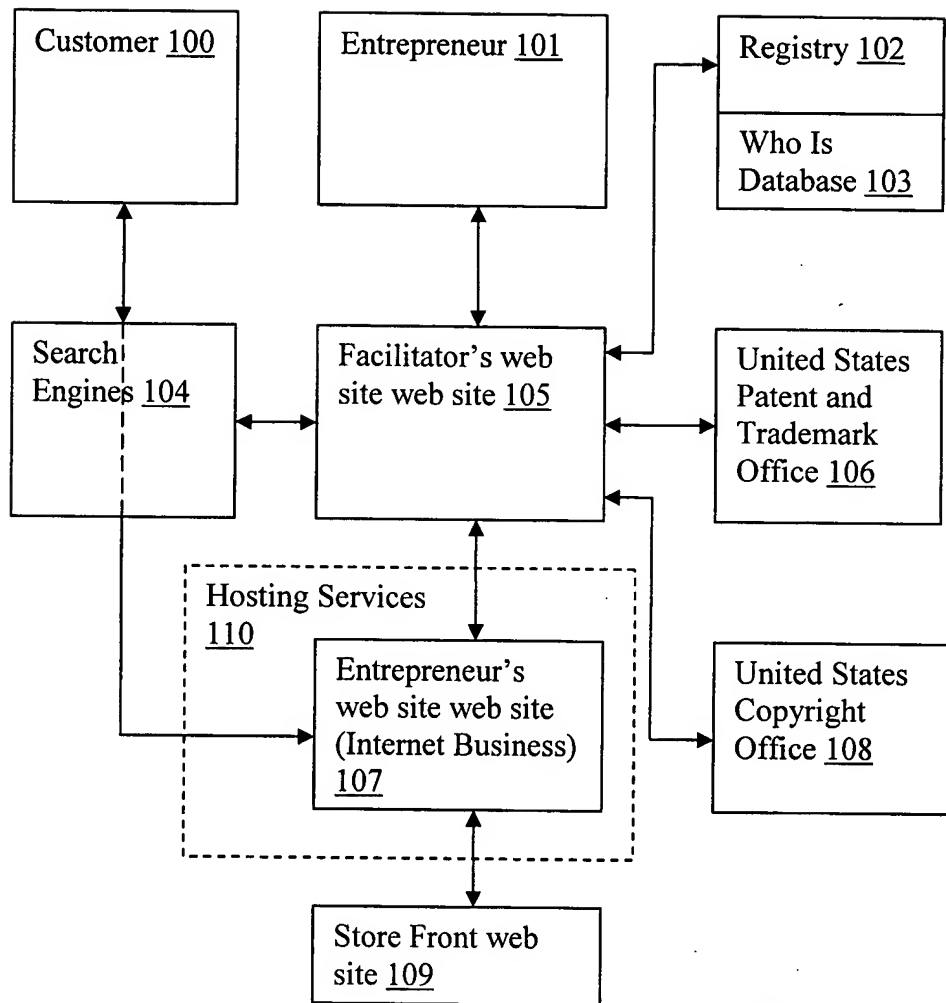 Customer 100
Entrepreneur 101
Registry 102
Who Is
Database 103
Search
Engines 104
Facilitator's web
site web site 105
United States
Patent and
Trademark
Office 106
Hosting Services
110
Entrepreneur's
web site web site
(Internet Business)
107
United States
Copyright
Office 108
Store Front web
site 109